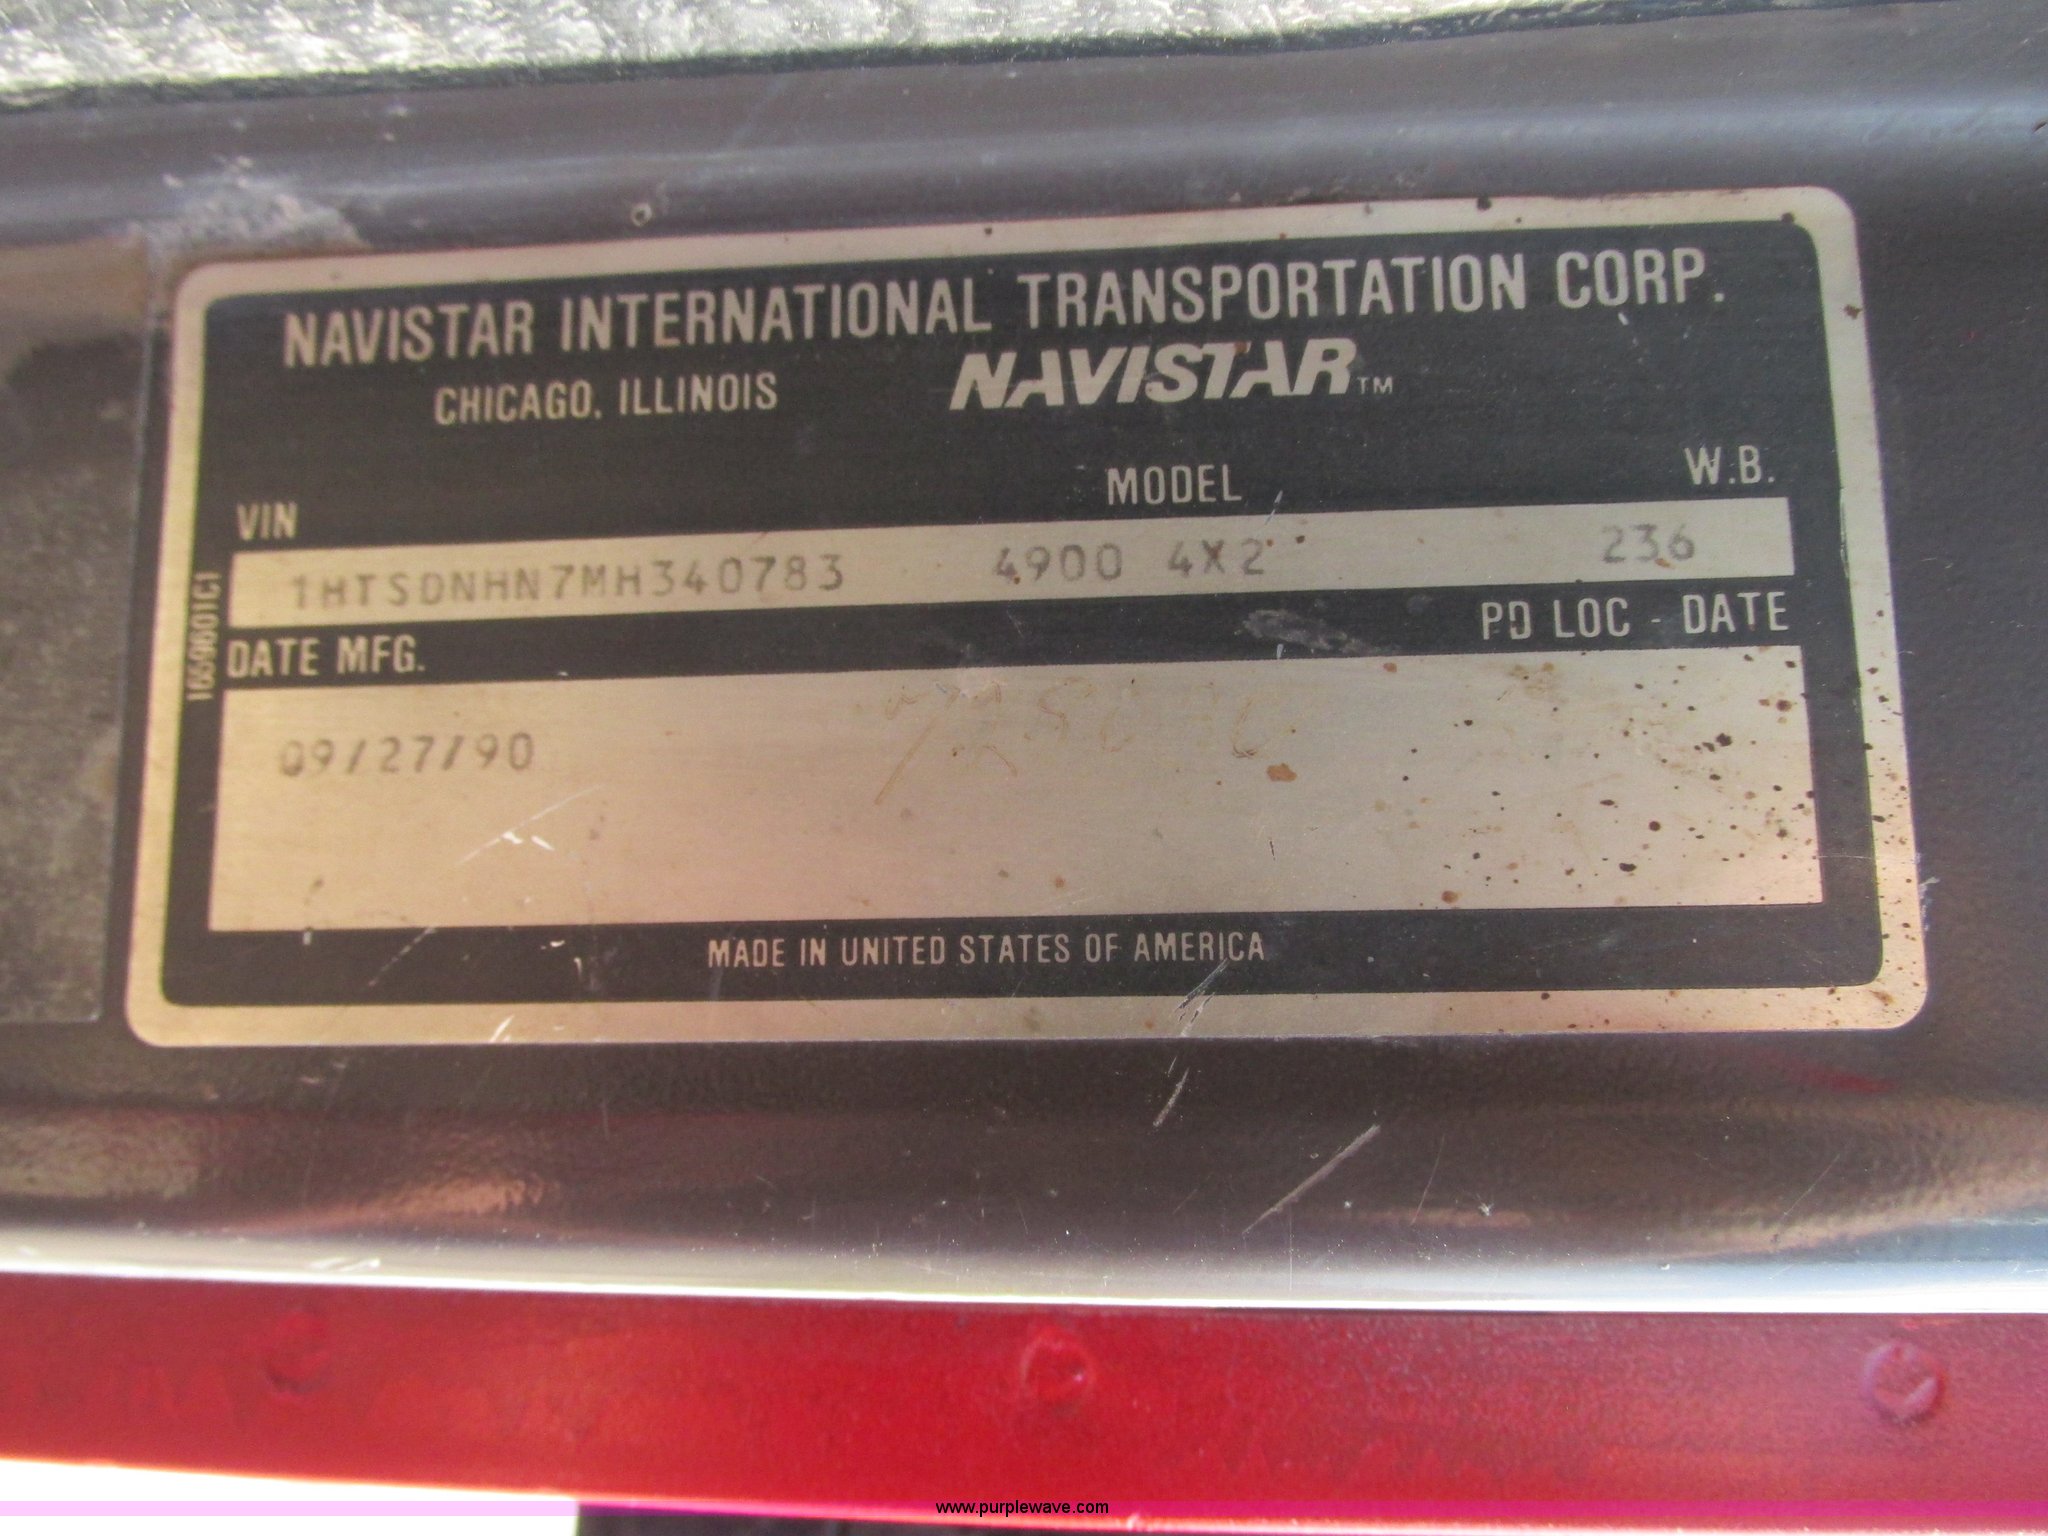 NAVISTAR INTERNATIONAL TRANSPORTATION CORP.
CHICAGO, ILLINOIS NAVISTAR™
VIN MODEL W.B.
1HTSDNHN7MH340783 4900 4X2 236
DATE MFG. PD LOC - DATE
09/27/90
MADE IN UNITED STATES OF AMERICA
1669601C1
www.purplewave.com